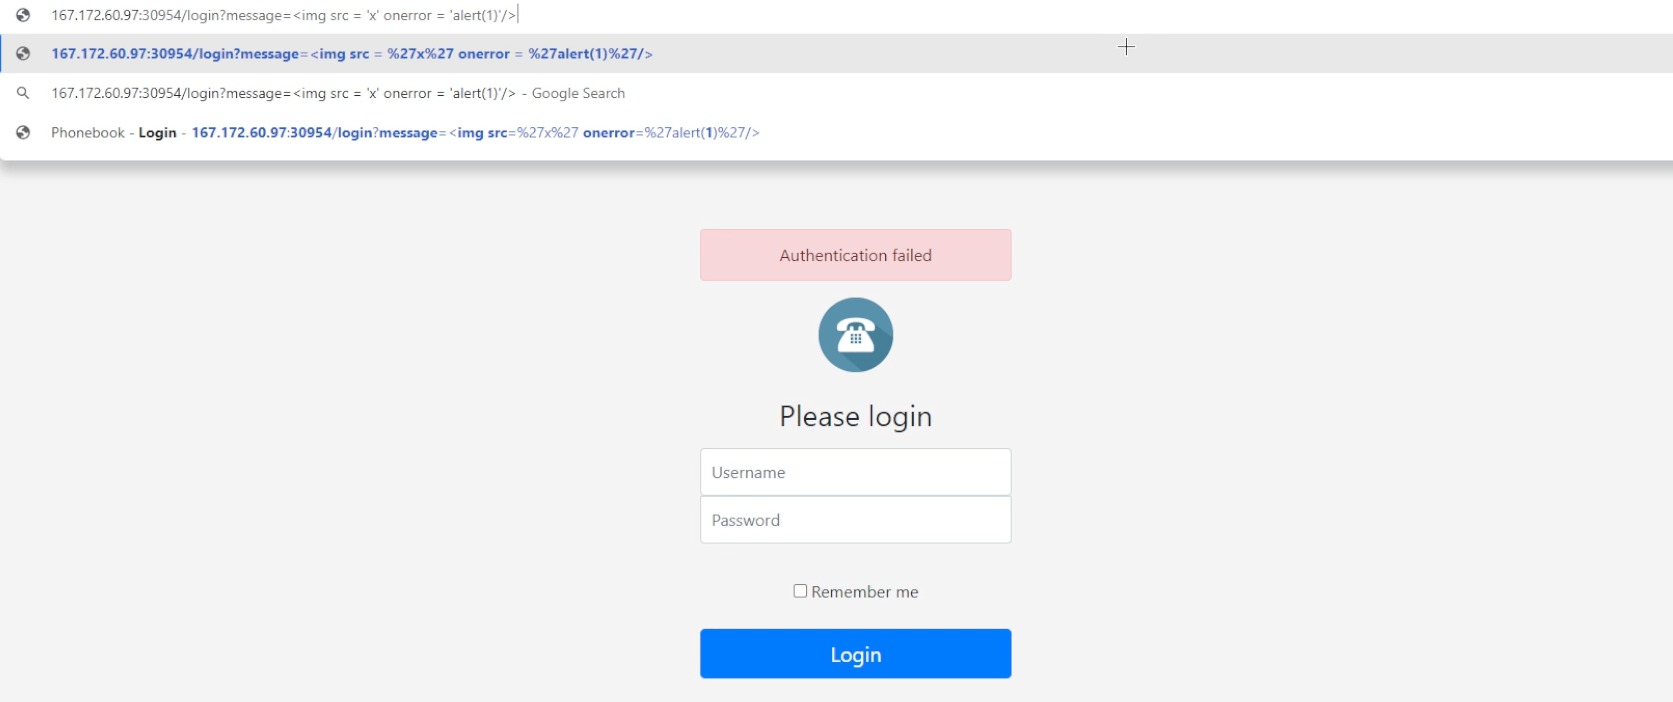 167.172.60.97:30954/login?message=<img src = 'x' onerror = 'alert(1)'/>
167.172.60.97:30954/login?message=<img src = %27x%27 onerror = %27alert(1)%27/>
167.172.60.97:30954/login?message=<img src = 'x' onerror = 'alert(1)'/> - Google Search
Phonebook - Login - 167.172.60.97:30954/login?message=<img src=%27x%27 onerror=%27alert(1)%27/>
Authentication failed
Please login
Username
Password
Remember me
Login